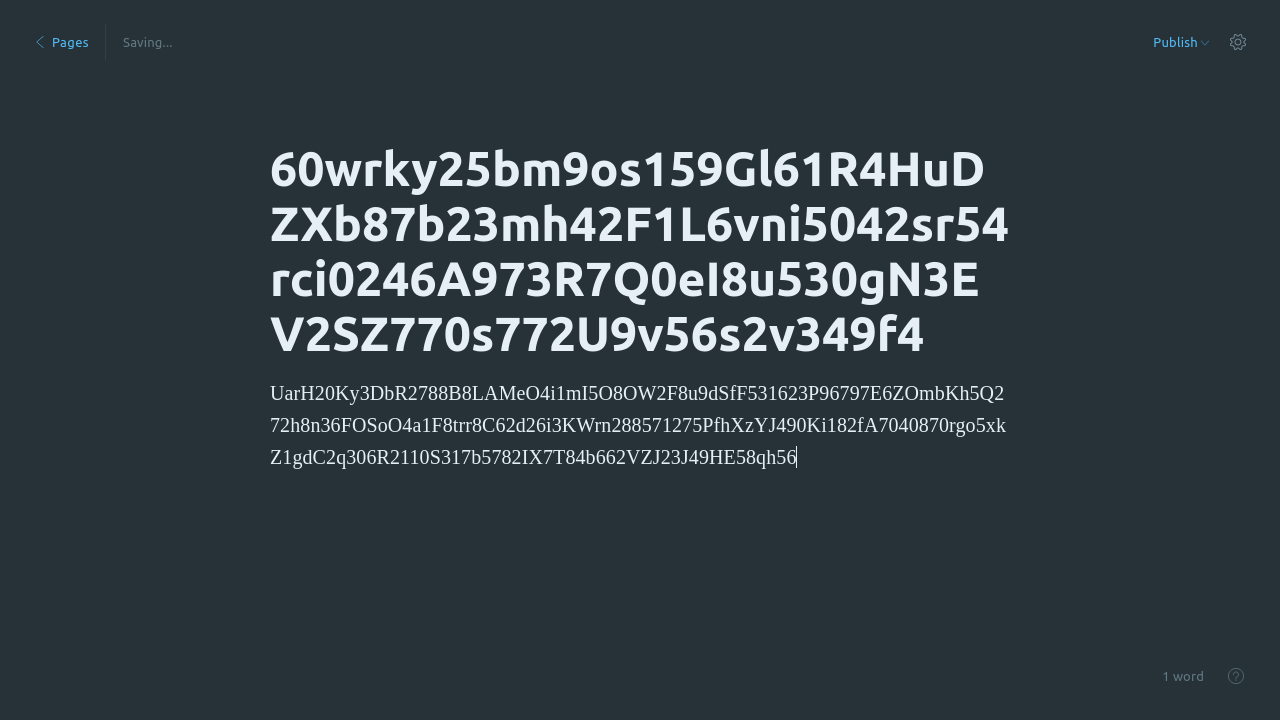 Pages
Saving...
Publish
60wrky25bm9os159Gl61R4HuD
ZXb87b23mh42F1L6vni5042sr54
rci0246A973R7Q0eI8u530gN3E
V2SZ770s772U9v56s2v349f4
UarH20Ky3DbR2788B8LAMeO4i1mI5O8OW2F8u9dSfF531623P96797E6ZOmbKh5Q2
72h8n36FOSoO4a1F8trr8C62d26i3KWrn288571275PfhXzYJ490Ki182fA7040870rgo5xk
Z1gdC2q306R2110S317b5782IX7T84b662VZJ23J49HE58qh56
1 word